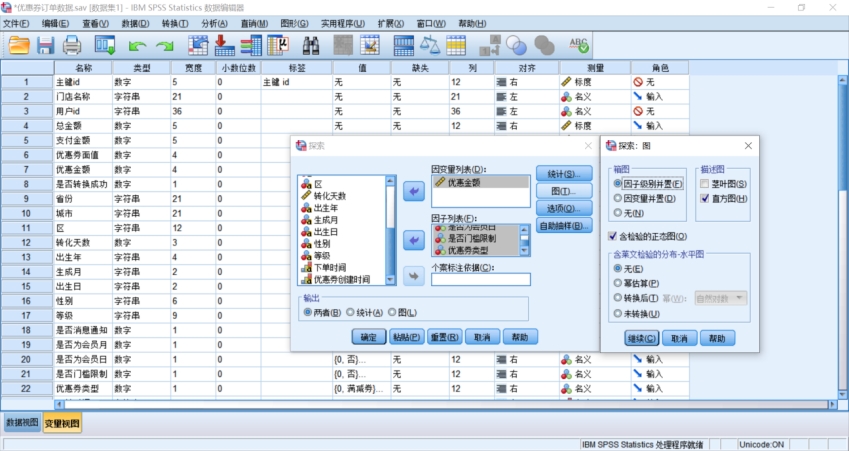 *优惠券订单数据.sav [数据集1] - IBM SPSS Statistics 数据编辑器
文件(F) 编辑(E) 查看(V) 数据(D) 转换(T) 分析(A) 直销(M) 图形(G) 实用程序(U) 扩展(X) 窗口(W) 帮助(H)
名称 类型 宽度 小数位数 标签 值 缺失 列 对齐 测量 角色
1 主键id 数字 5 0 主键 id 无 无 12 右 标度 无
2 门店名称 字符串 21 0 无 无 21 左 名义 输入
3 用户id 字符串 36 0 无 无 36 左 名义 无
4 总金额 数字 5 0 无 无 12 右 标度 输入
5 支付金额 数字 5 0
6 优惠券面值 数字 4 0
7 优惠金额 数字 4 0
8 是否转换成功 数字 1 0
9 省份 字符串 21 0
10 城市 字符串 21 0
11 区 字符串 12 0
12 转化天数 数字 3 0
13 出生年 数字 4 0
14 生成月 数字 2 0
15 出生日 数字 2 0
16 性别 字符串 6 0
17 等级 字符串 9 0
18 是否消息通知 数字 1 0
19 是否为会员月 数字 1 0
20 是否为会员日 数字 1 0 {0, 否}... 无 12 右 名义 输入
21 是否门槛限制 数字 1 0 {0, 否}... 无 12 右 名义 输入
22 优惠券类型 数字 1 0 {0, 满减券}... 无 12 右 名义 输入
探索
区
转化天数
出生年
生成月
出生日
性别
等级
下单时间
优惠券创建时间
因变量列表(D):
优惠金额
因子列表(F):
是否为会员日
是否门槛限制
优惠券类型
个案标注依据(C):
统计(S)...
图(T)...
选项(O)...
自助抽样(B)...
输出
两者(B) 统计(A) 图(L)
确定 粘贴(P) 重置(R) 取消 帮助
探索：图
箱图
因子级别并置(F)
因变量并置(D)
无(N)
描述图
茎叶图(S)
直方图(H)
含检验的正态图(O)
含莱文检验的分布-水平图
无(E)
幂估算(P)
转换后(T) 幂(W): 自然对数
未转换(U)
继续(C) 取消 帮助
数据视图 变量视图
IBM SPSS Statistics 处理程序就绪 Unicode:ON